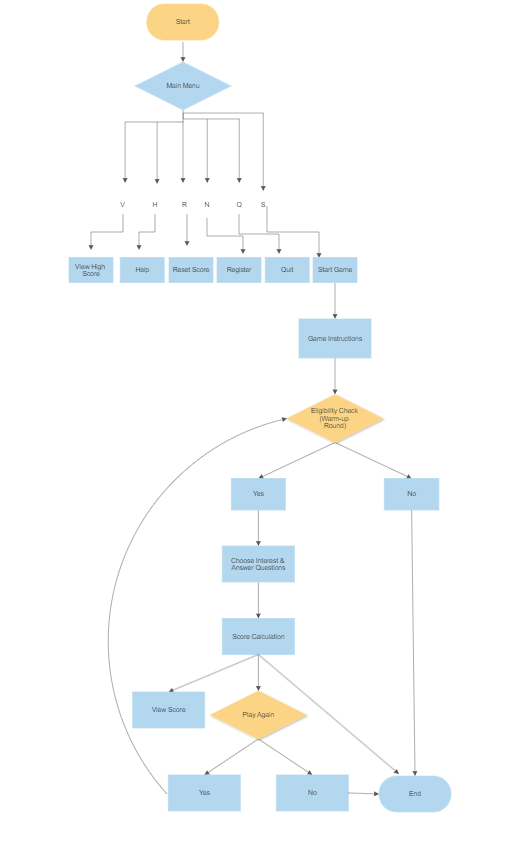 Start
Main Menu
V H R N Q S
View High
Score
Help
Reset Score
Register
Quit
Start Game
Game Instructions
Eligibility Check
(Warm-up
Round)
Yes
No
Choose Interest &
Answer Questions
Score Calculation
View Score
Play Again
Yes
No
End